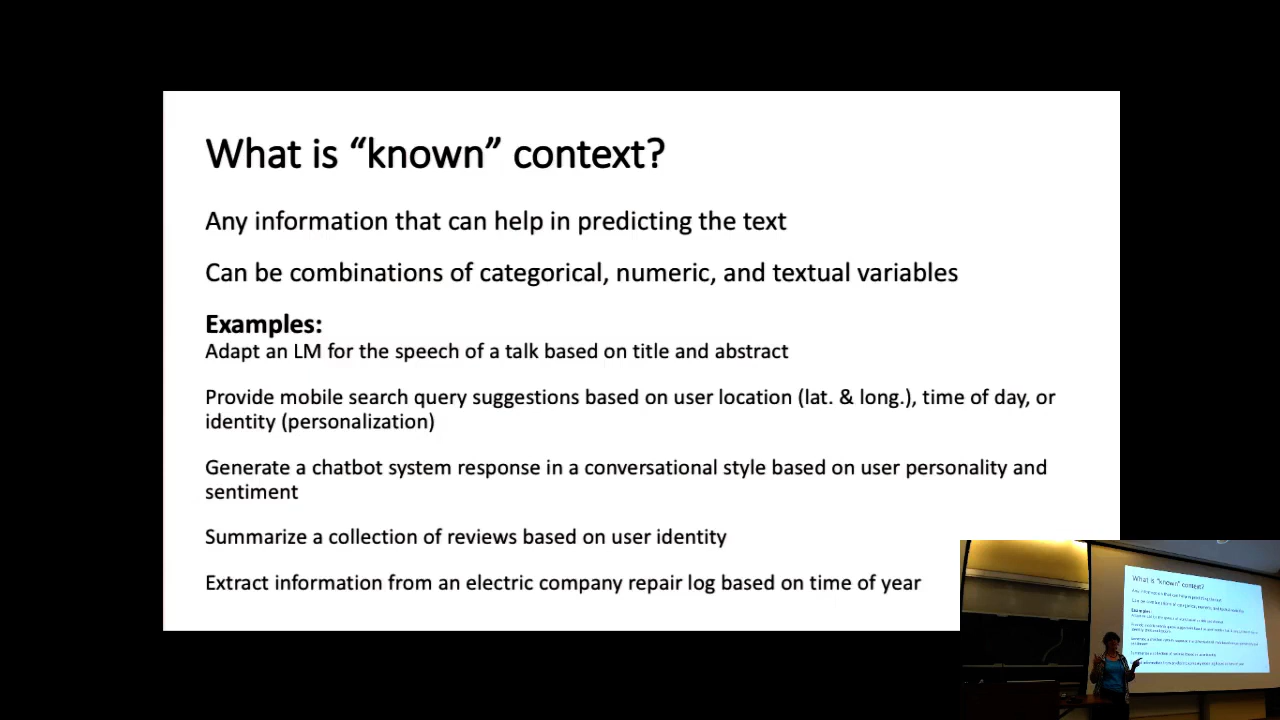 What is “known” context?
Any information that can help in predicting the text
Can be combinations of categorical, numeric, and textual variables
Examples:
Adapt an LM for the speech of a talk based on title and abstract
Provide mobile search query suggestions based on user location (lat. & long.), time of day, or
identity (personalization)
Generate a chatbot system response in a conversational style based on user personality and
sentiment
Summarize a collection of reviews based on user identity
Extract information from an electric company repair log based on time of year
What is “known” context?